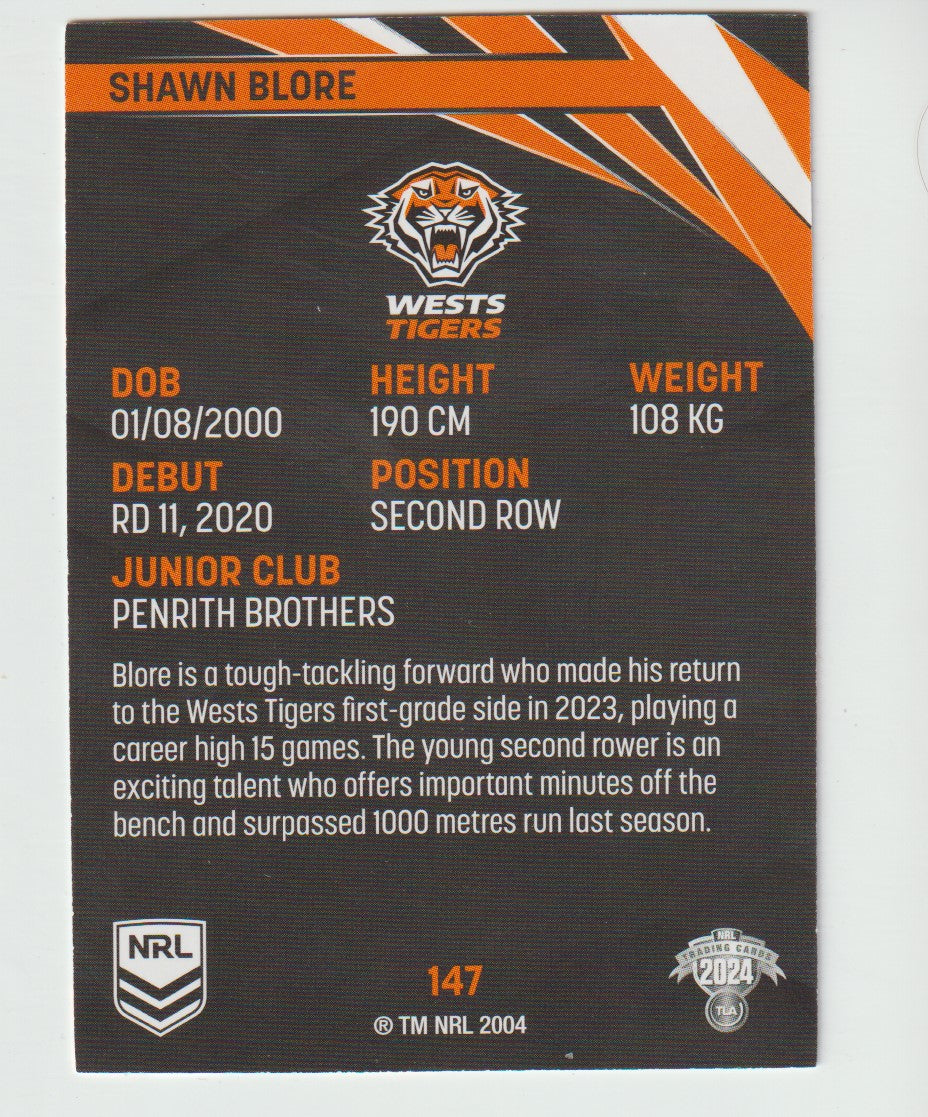 SHAWN BLORE
WESTS
TIGERS
DOB HEIGHT WEIGHT
01/08/2000 190 CM 108 KG
DEBUT POSITION
RD 11, 2020 SECOND ROW
JUNIOR CLUB
PENRITH BROTHERS
Blore is a tough-tackling forward who made his return
to the Wests Tigers first-grade side in 2023, playing a
career high 15 games. The young second rower is an
exciting talent who offers important minutes off the
bench and surpassed 1000 metres run last season.
NRL
147
® TM NRL 2004
NRL
TRADING CARDS
2024
TLA